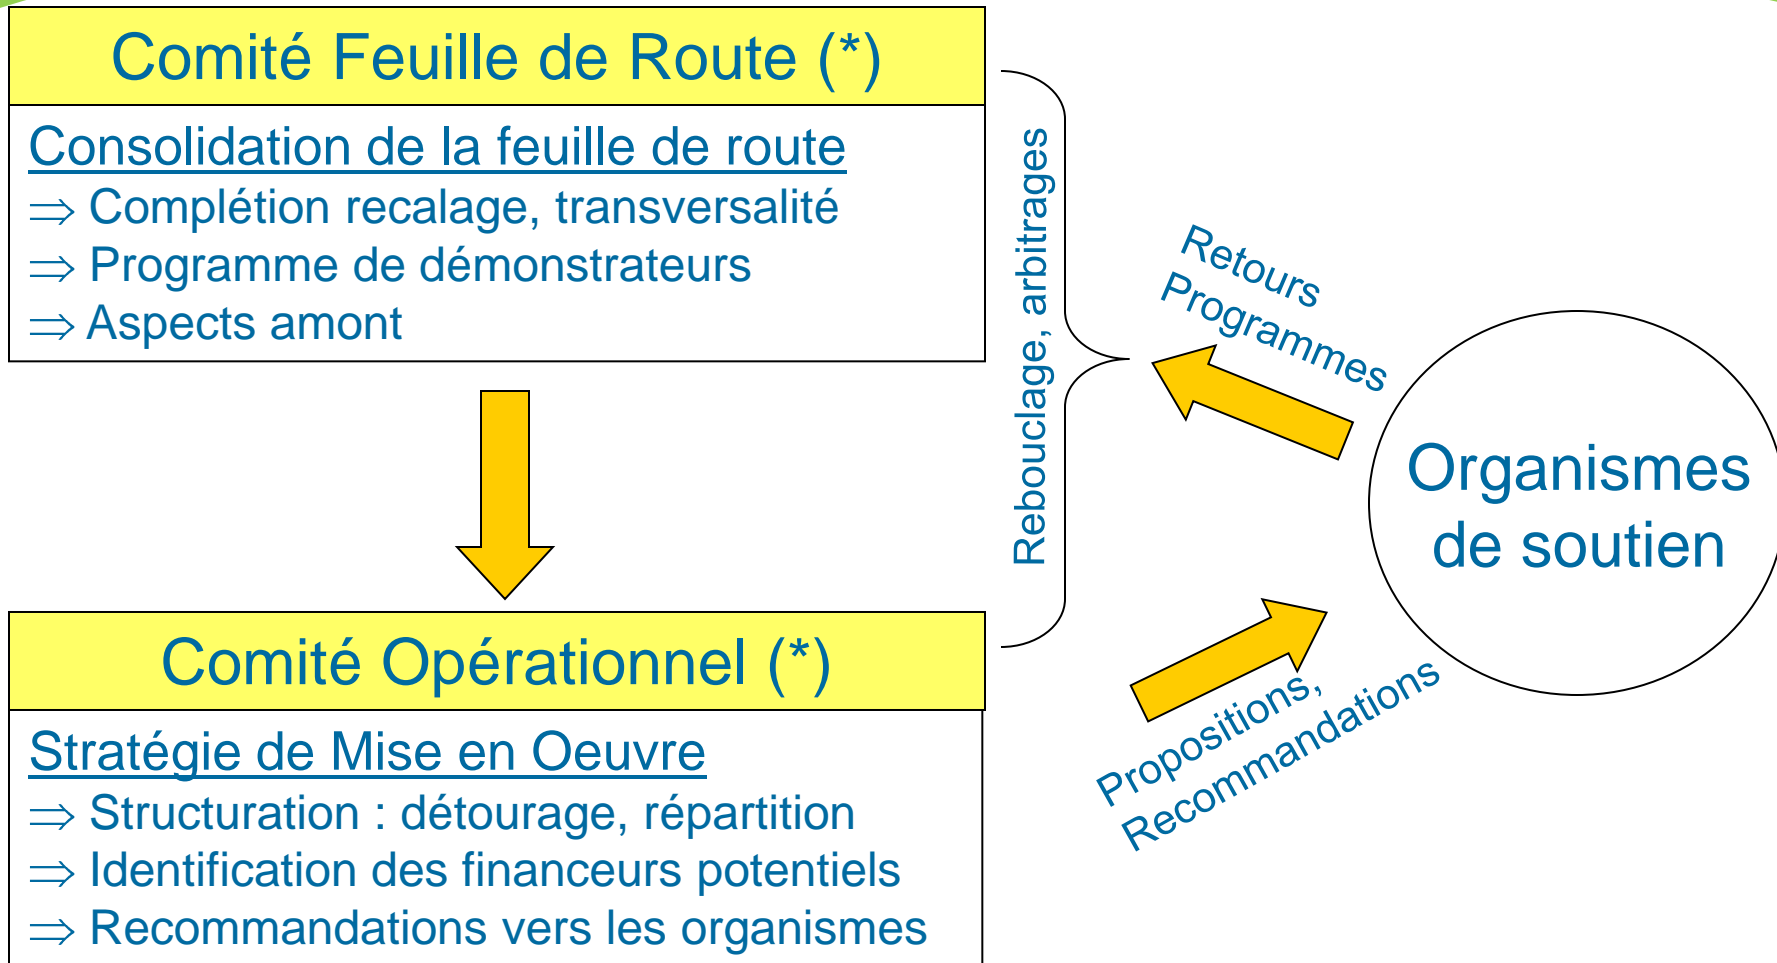 Comité Feuille de Route (*)
Consolidation de la feuille de route
⇒ Complétion recalage, transversalité
⇒ Programme de démonstrateurs
⇒ Aspects amont
Comité Opérationnel (*)
Stratégie de Mise en Oeuvre
⇒ Structuration : détourage, répartition
⇒ Identification des financeurs potentiels
⇒ Recommandations vers les organismes
Rebouclage, arbitrages
Retours
Programmes
Organismes
de soutien
Propositions,
Recommandations